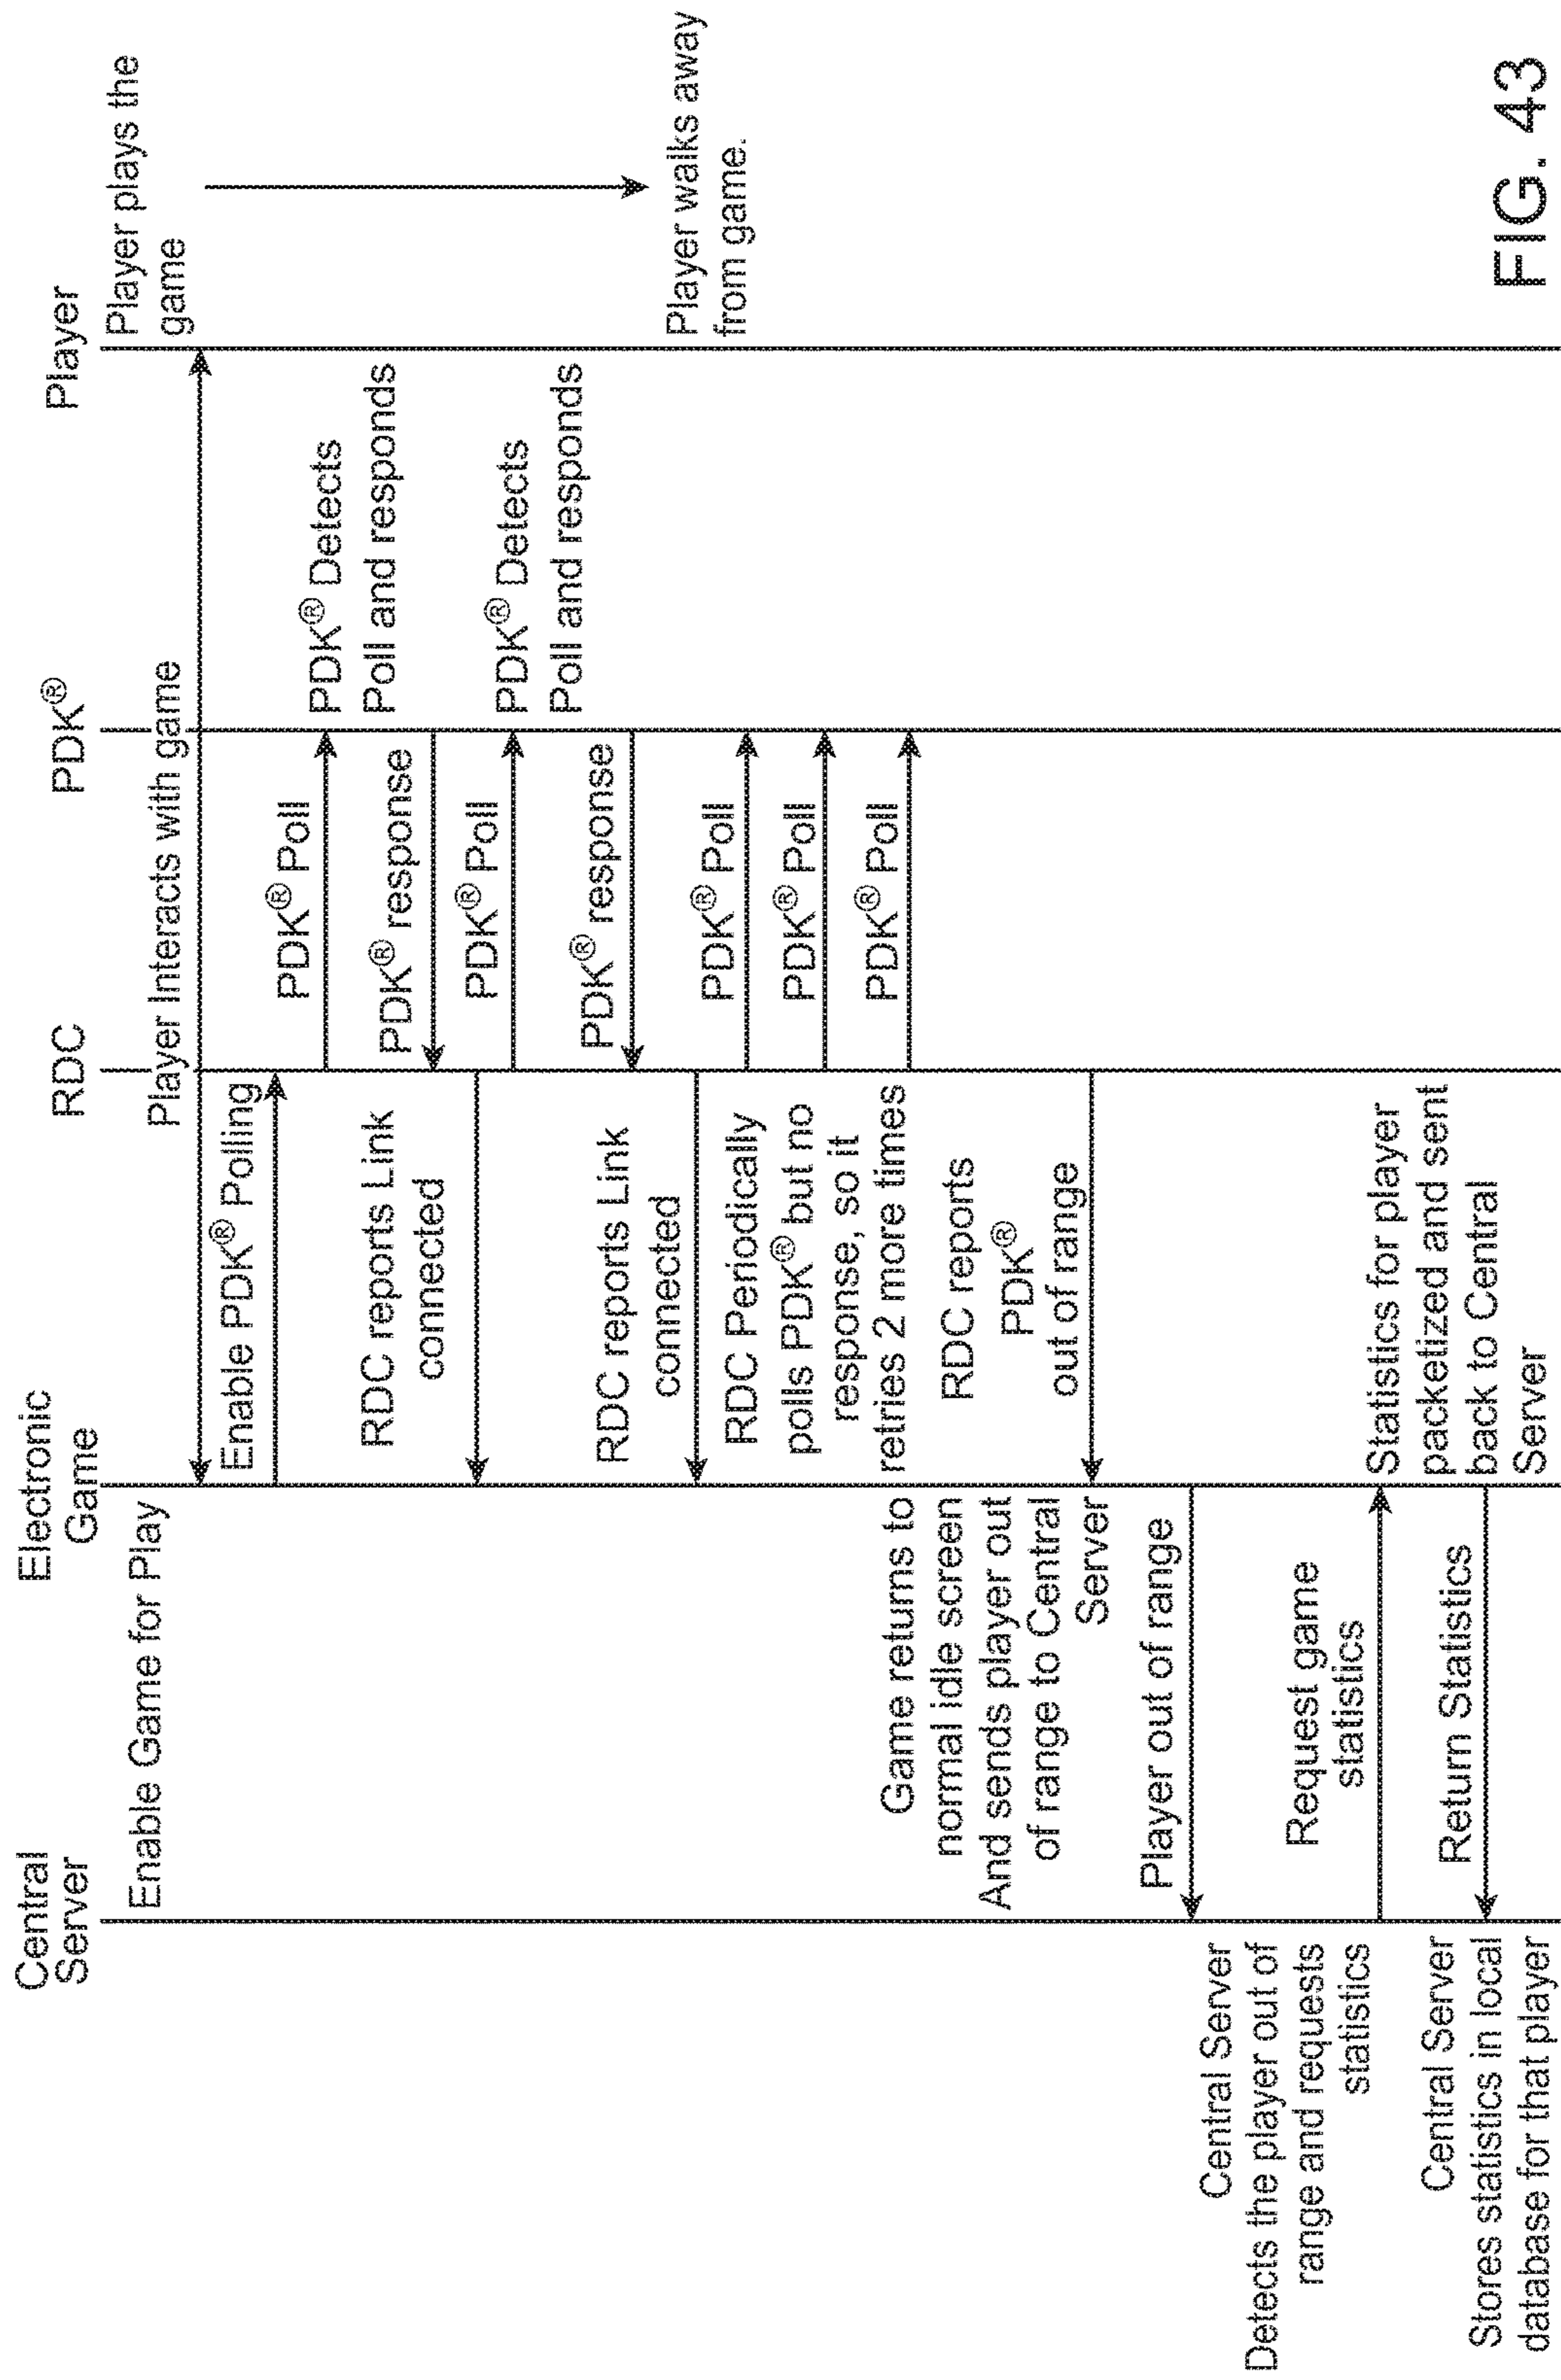 Central
Server
Electronic
Game
RDC
PDK®
Player
Enable Game for Play
Player Interacts with game
Player plays the
game
Enable PDK® Polling
PDK® Poll
PDK® Detects
Poll and responds
PDK® response
RDC reports Link
connected
PDK® Poll
PDK® Detects
Poll and responds
PDK® response
RDC reports Link
connected
Player walks away
from game.
PDK® Poll
PDK® Poll
PDK® Poll
RDC Periodically
polls PDK® but no
response, so it
retries 2 more times
RDC reports
PDK®
out of range
Game returns to
normal idle screen
And sends player out
of range to Central
Server
Player out of range
Central Server
Detects the player out of
range and requests
statistics
Request game
statistics
Statistics for player
packetized and sent
back to Central
Server
Return Statistics
Central Server
Stores statistics in local
database for that player
FIG. 43